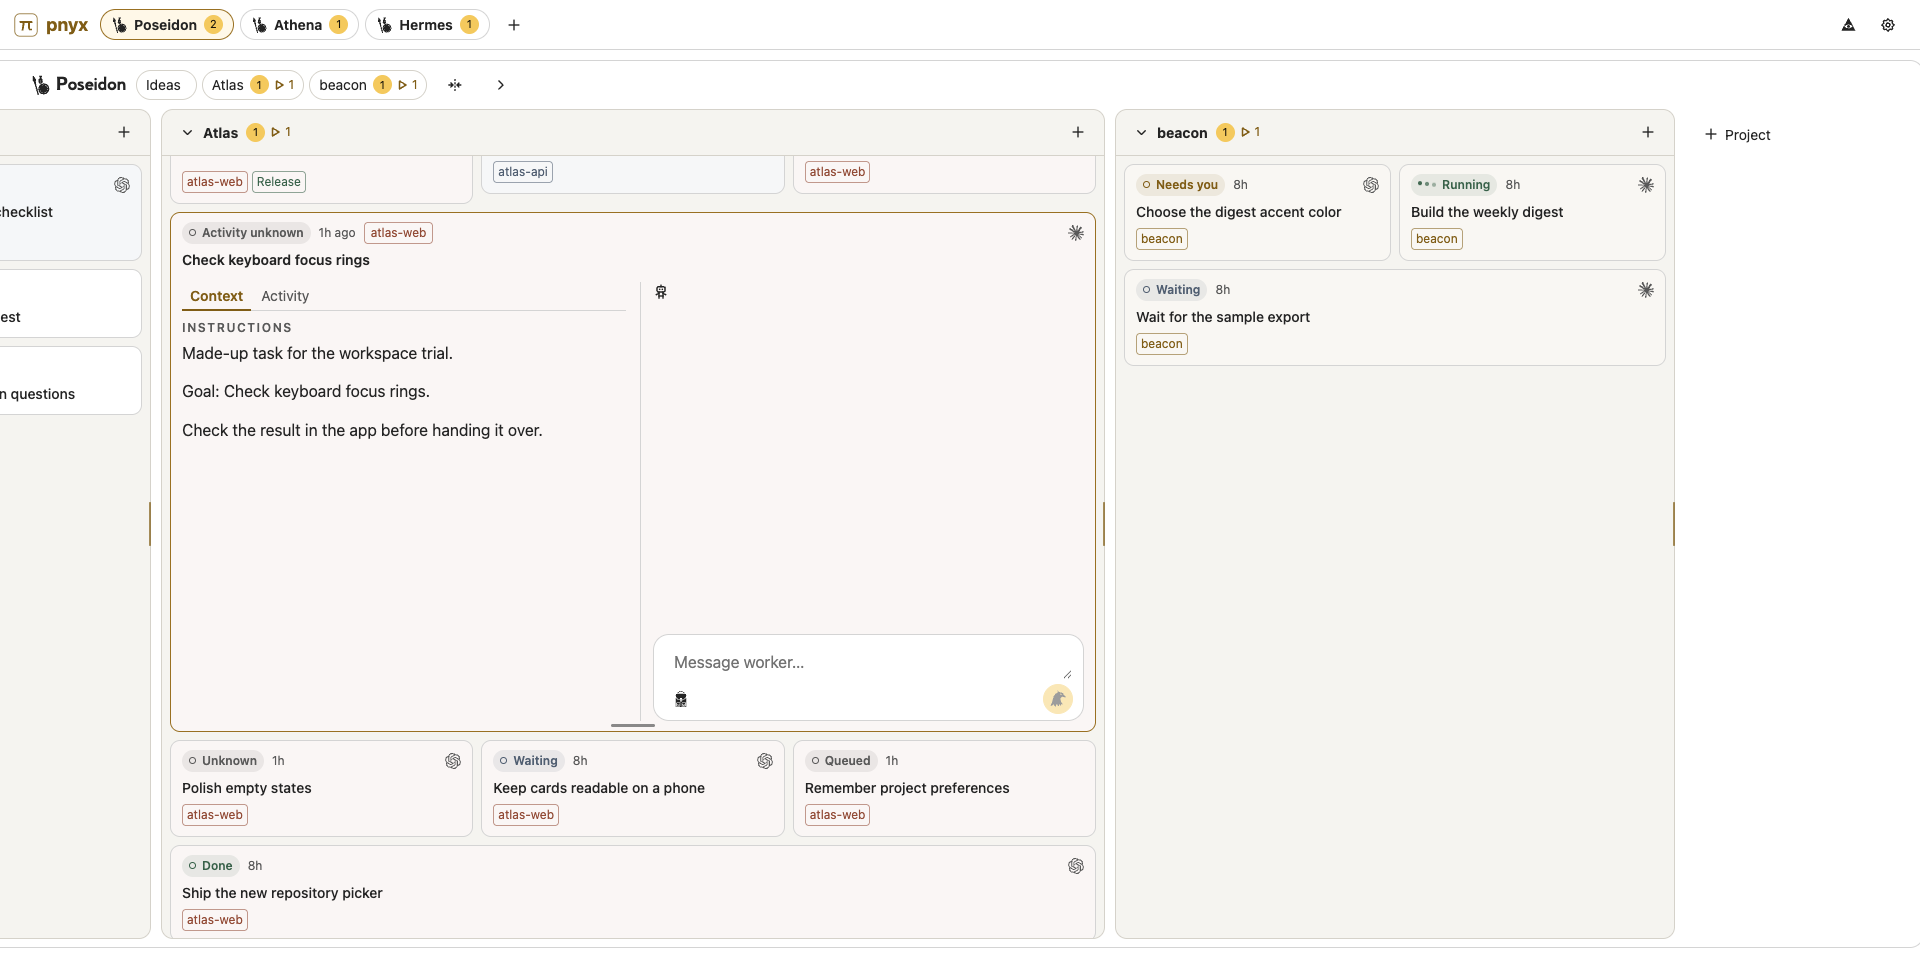 π pnyx Poseidon 2 Athena 1 Hermes 1 +
Poseidon Ideas Atlas 1 1 beacon 1 1
hecklist
est
n questions
Atlas 1 1
atlas-web Release
atlas-api
atlas-web
Activity unknown 1h ago atlas-web
Check keyboard focus rings
Context Activity
INSTRUCTIONS
Made-up task for the workspace trial.
Goal: Check keyboard focus rings.
Check the result in the app before handing it over.
Message worker...
Unknown 1h
Polish empty states
atlas-web
Waiting 8h
Keep cards readable on a phone
atlas-web
Queued 1h
Remember project preferences
atlas-web
Done 8h
Ship the new repository picker
atlas-web
beacon 1 1
Needs you 8h
Choose the digest accent color
beacon
Running 8h
Build the weekly digest
beacon
Waiting 8h
Wait for the sample export
beacon
+ Project